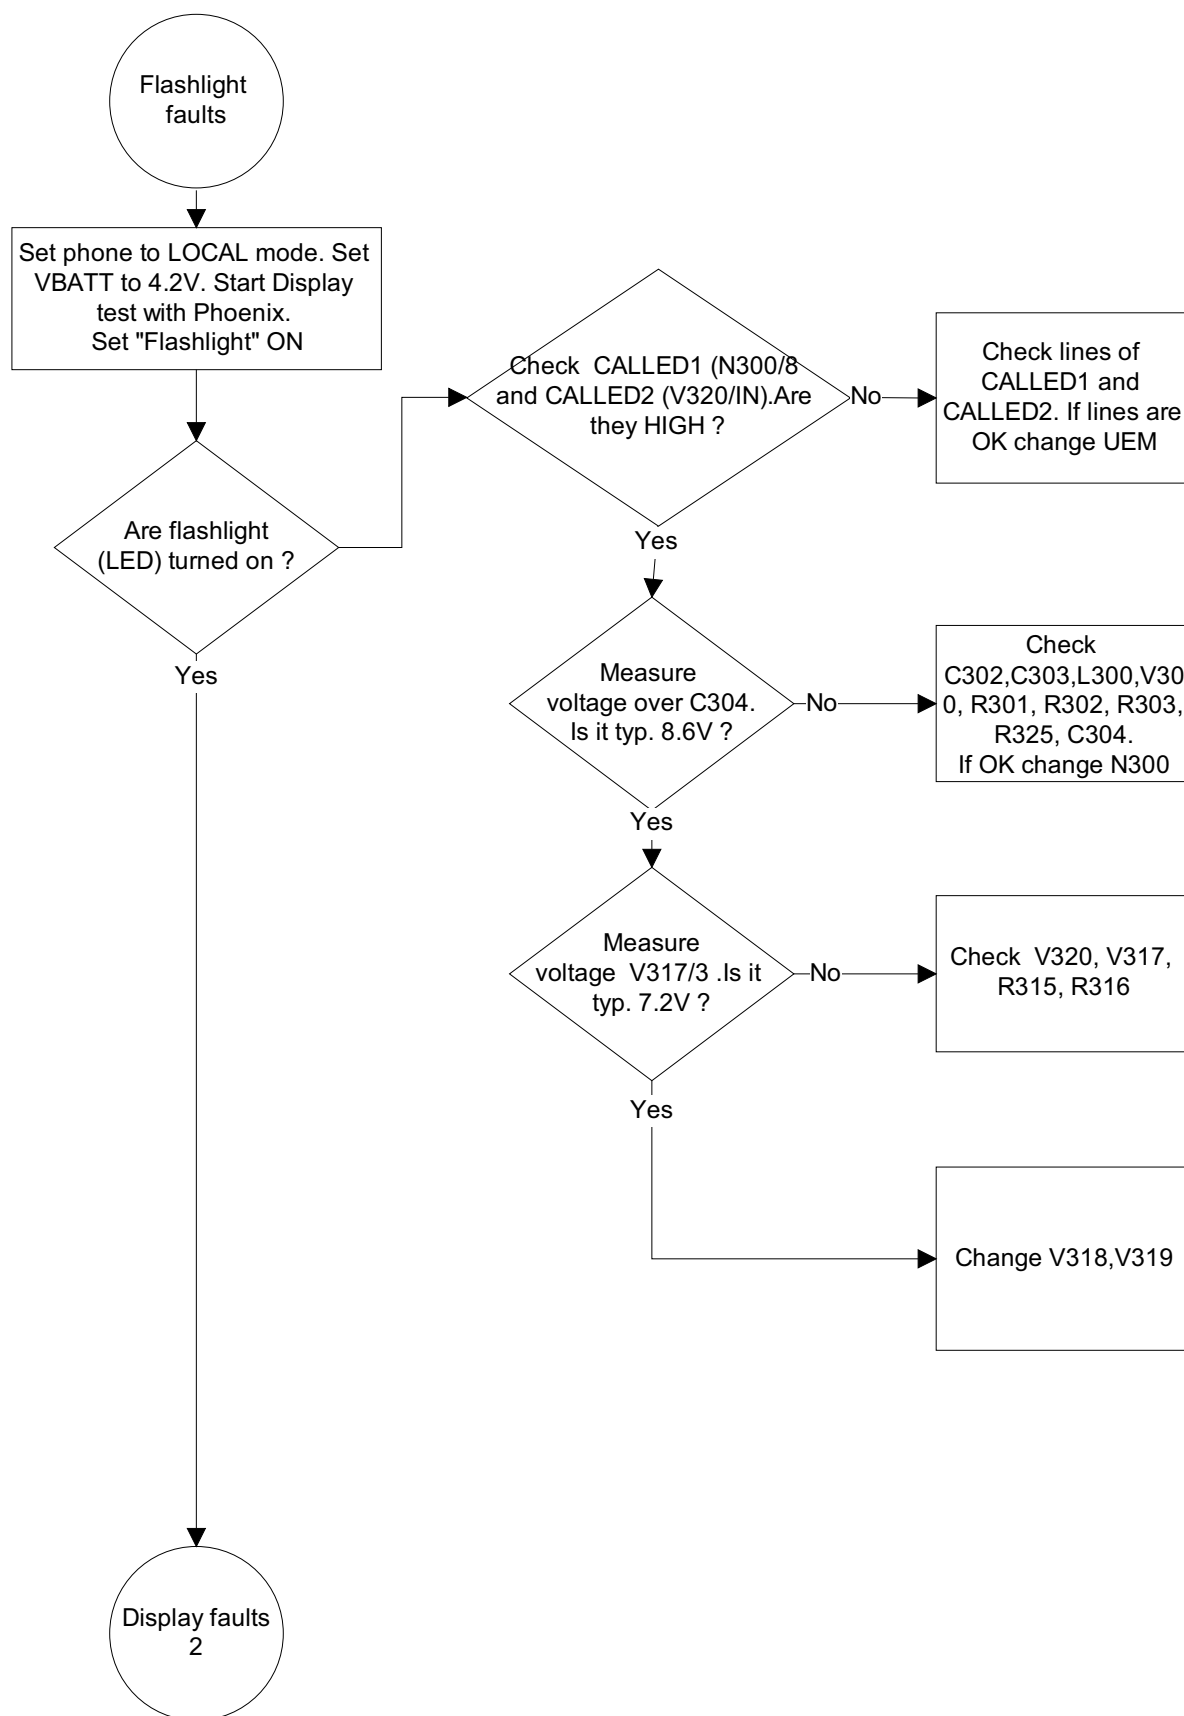 Flashlight
faults
Set phone to LOCAL mode. Set
VBATT to 4.2V. Start Display
test with Phoenix.
Set "Flashlight" ON
Are flashlight
(LED) turned on ?
Yes
Check CALLED1 (N300/8
and CALLED2 (V320/IN).Are
they HIGH ?
No
Check lines of
CALLED1 and
CALLED2. If lines are
OK change UEM
Yes
Measure
voltage over C304.
Is it typ. 8.6V ?
No
Check
C302,C303,L300,V30
0, R301, R302, R303,
R325, C304.
If OK change N300
Yes
Measure
voltage V317/3 .Is it
typ. 7.2V ?
No
Check V320, V317,
R315, R316
Yes
Change V318,V319
Display faults
2